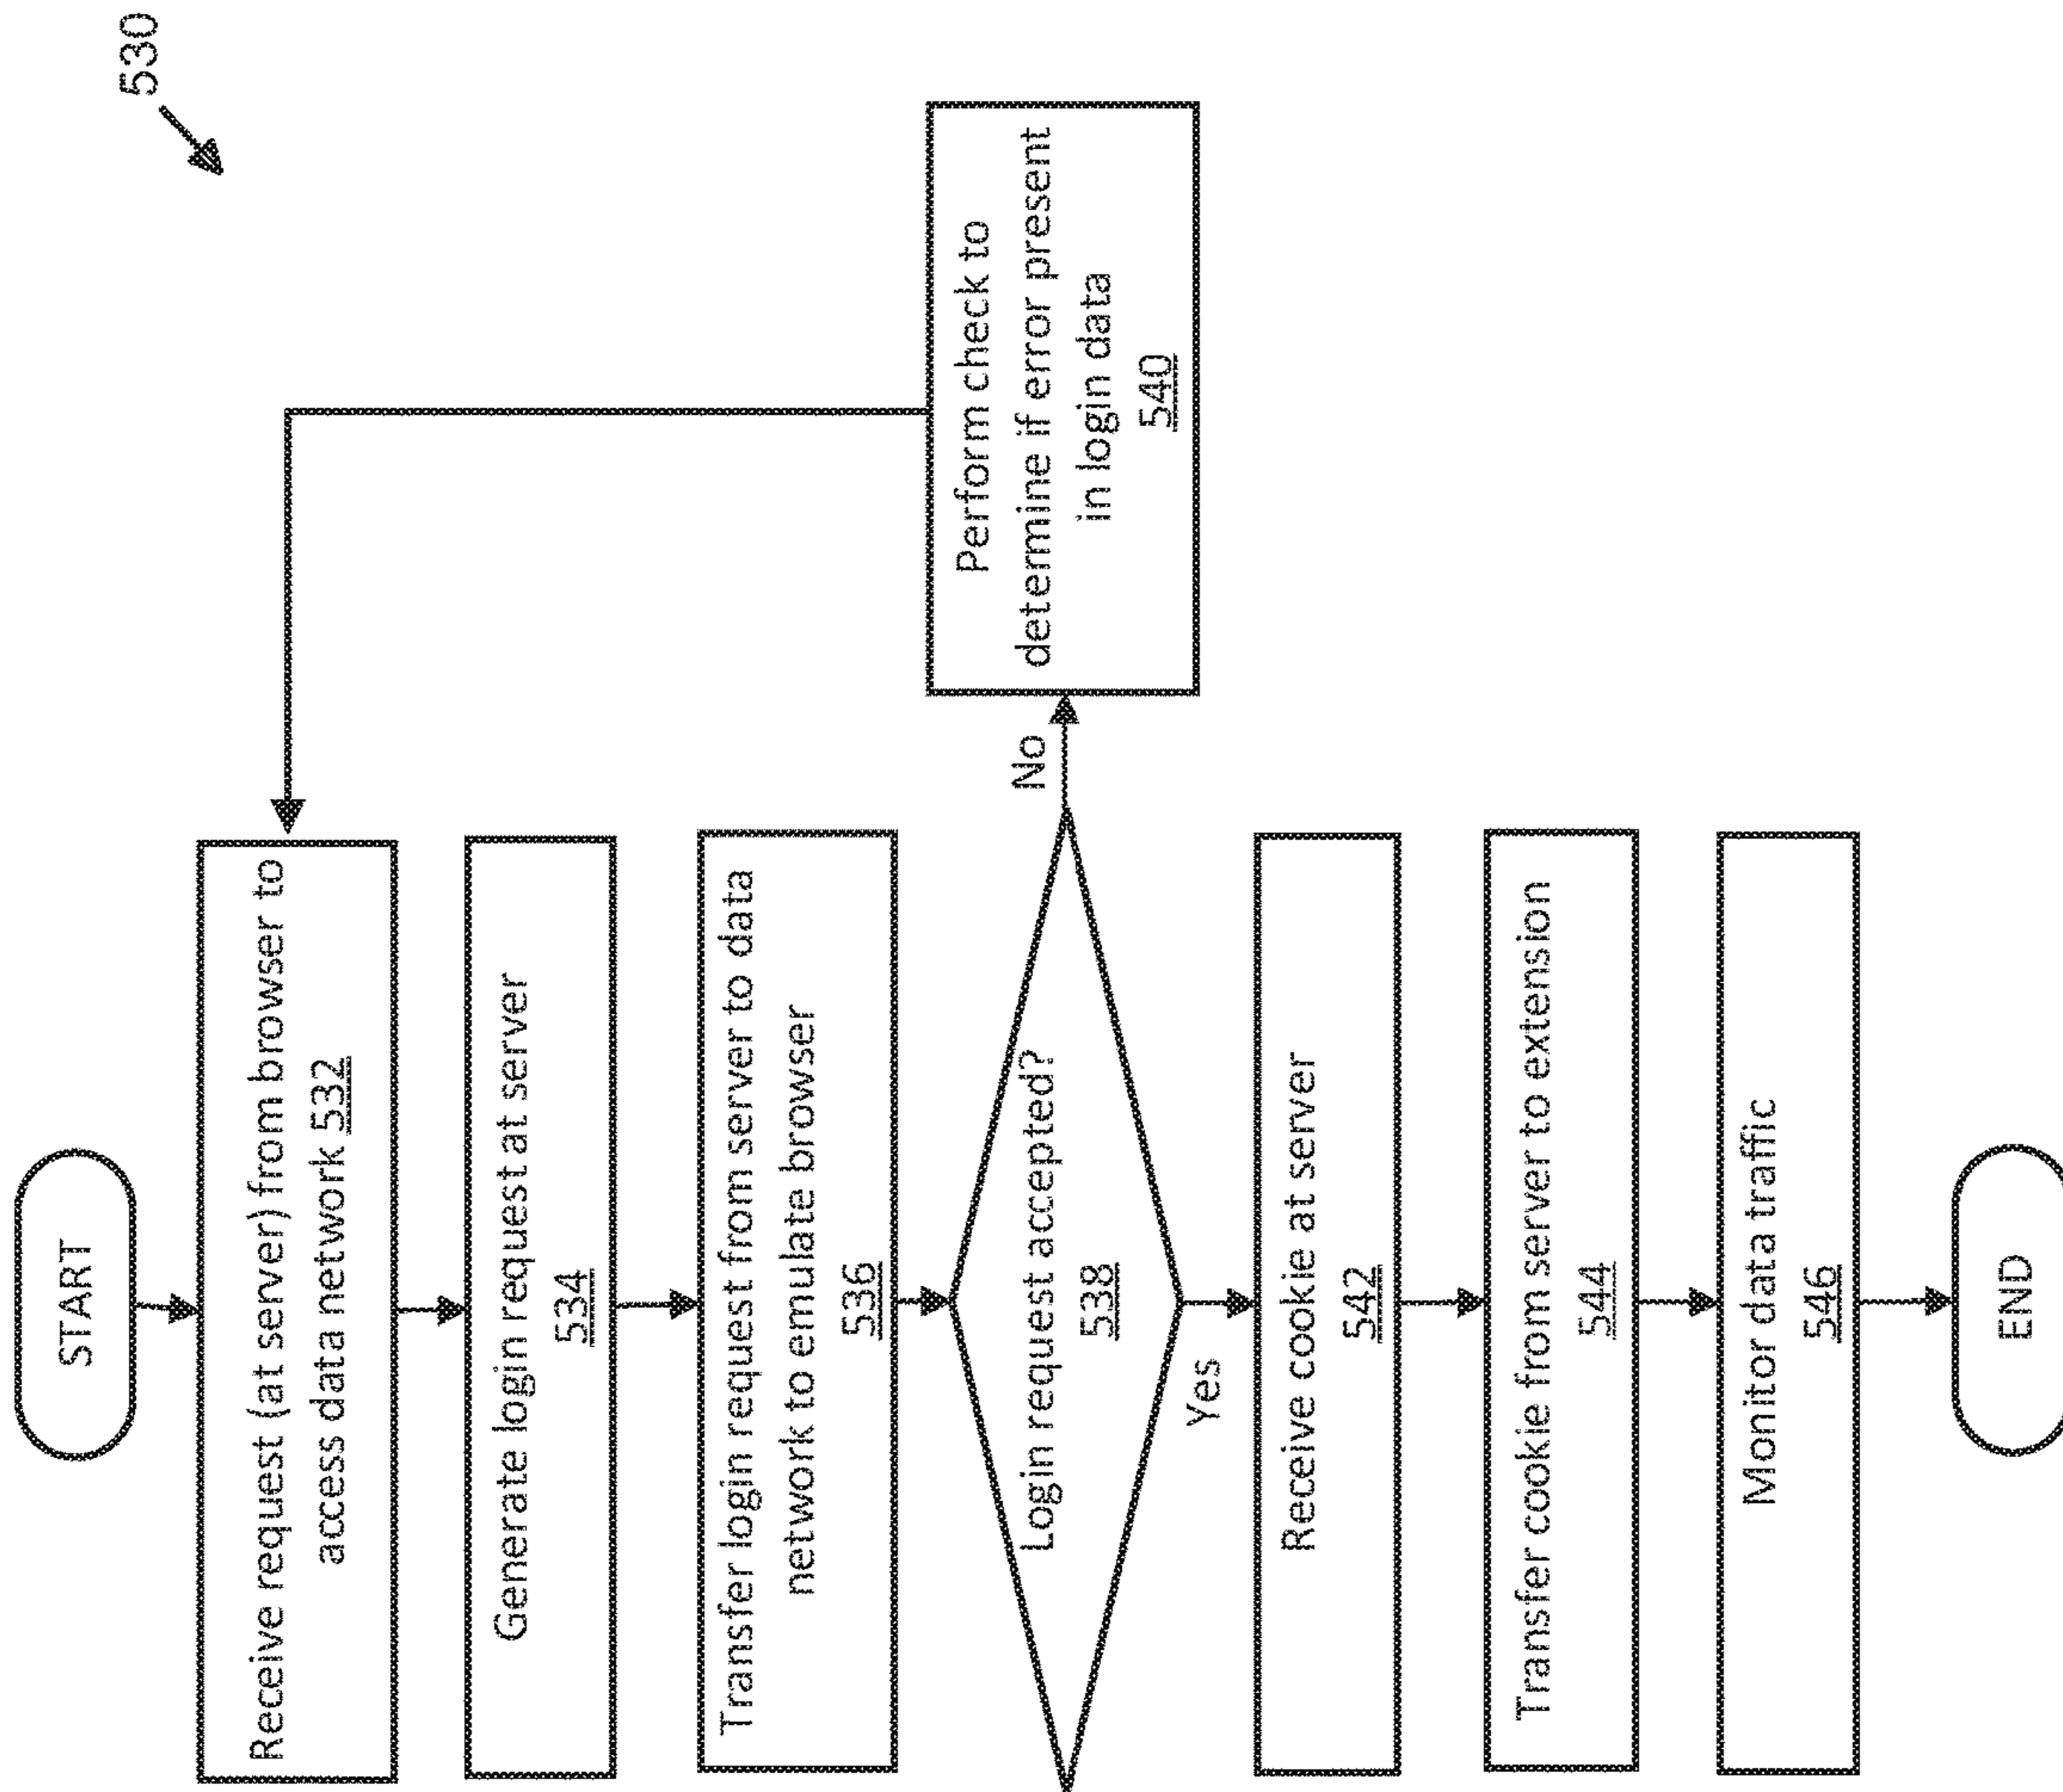 530
START
Receive request (at server) from browser to
access data network 532
Generate login request at server
534
Transfer login request from server to data
network to emulate browser
536
Login request accepted?
538
No
Perform check to
determine if error present
in login data
540
Yes
Receive cookie at server
542
Transfer cookie from server to extension
544
Monitor data traffic
546
END